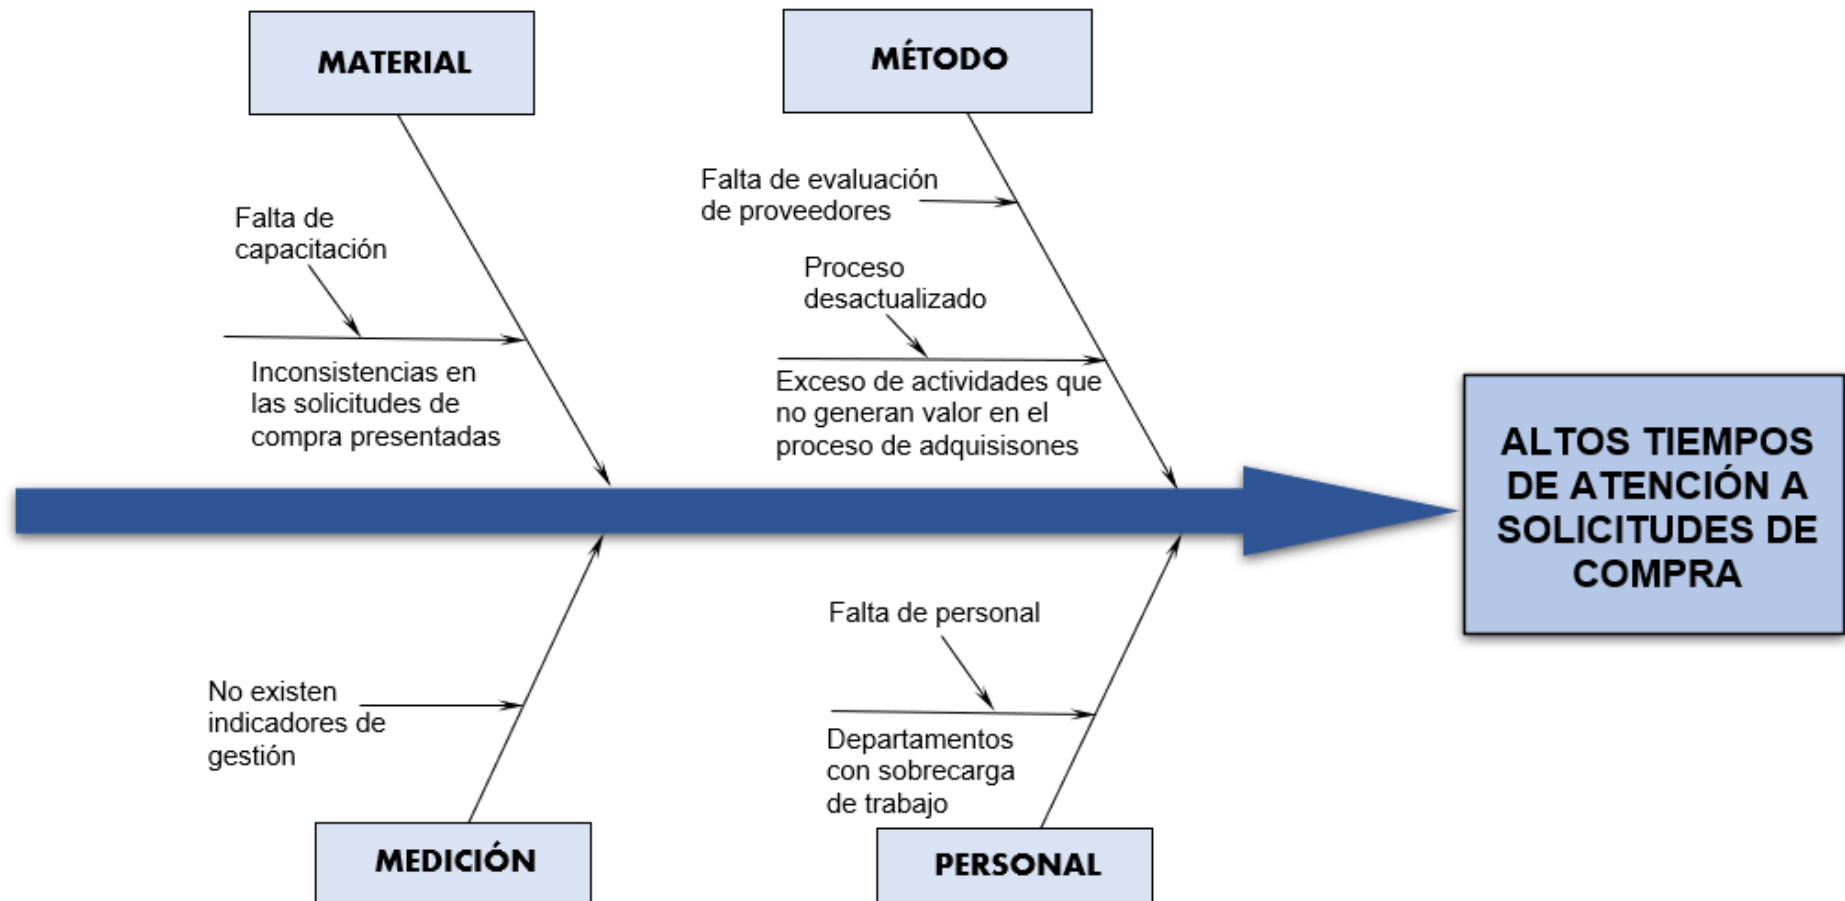 MATERIAL
MÉTODO
Falta de
capacitación
Inconsistencias en
las solicitudes de
compra presentadas
Falta de evaluación
de proveedores
Proceso
desactualizado
Exceso de actividades que
no generan valor en el
proceso de adquisisones
ALTOS TIEMPOS
DE ATENCIÓN A
SOLICITUDES DE
COMPRA
No existen
indicadores de
gestión
Falta de personal
Departamentos
con sobrecarga
de trabajo
MEDICIÓN
PERSONAL